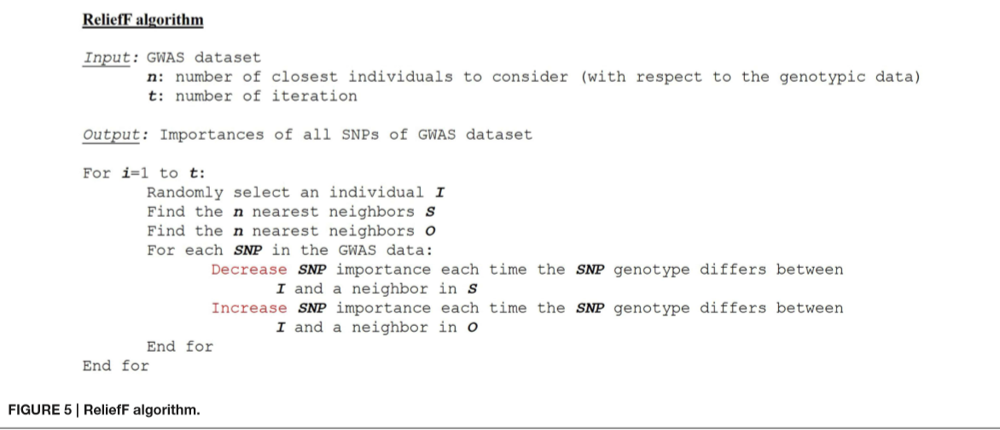 ReliefF algorithm
Input: GWAS dataset
n: number of closest individuals to consider (with respect to the genotypic data)
t: number of iteration
Output: Importances of all SNPs of GWAS dataset
For i=1 to t:
Randomly select an individual I
Find the n nearest neighbors S
Find the n nearest neighbors O
For each SNP in the GWAS data:
Decrease SNP importance each time the SNP genotype differs between
I and a neighbor in S
Increase SNP importance each time the SNP genotype differs between
I and a neighbor in O
End for
End for
FIGURE 5 | ReliefF algorithm.